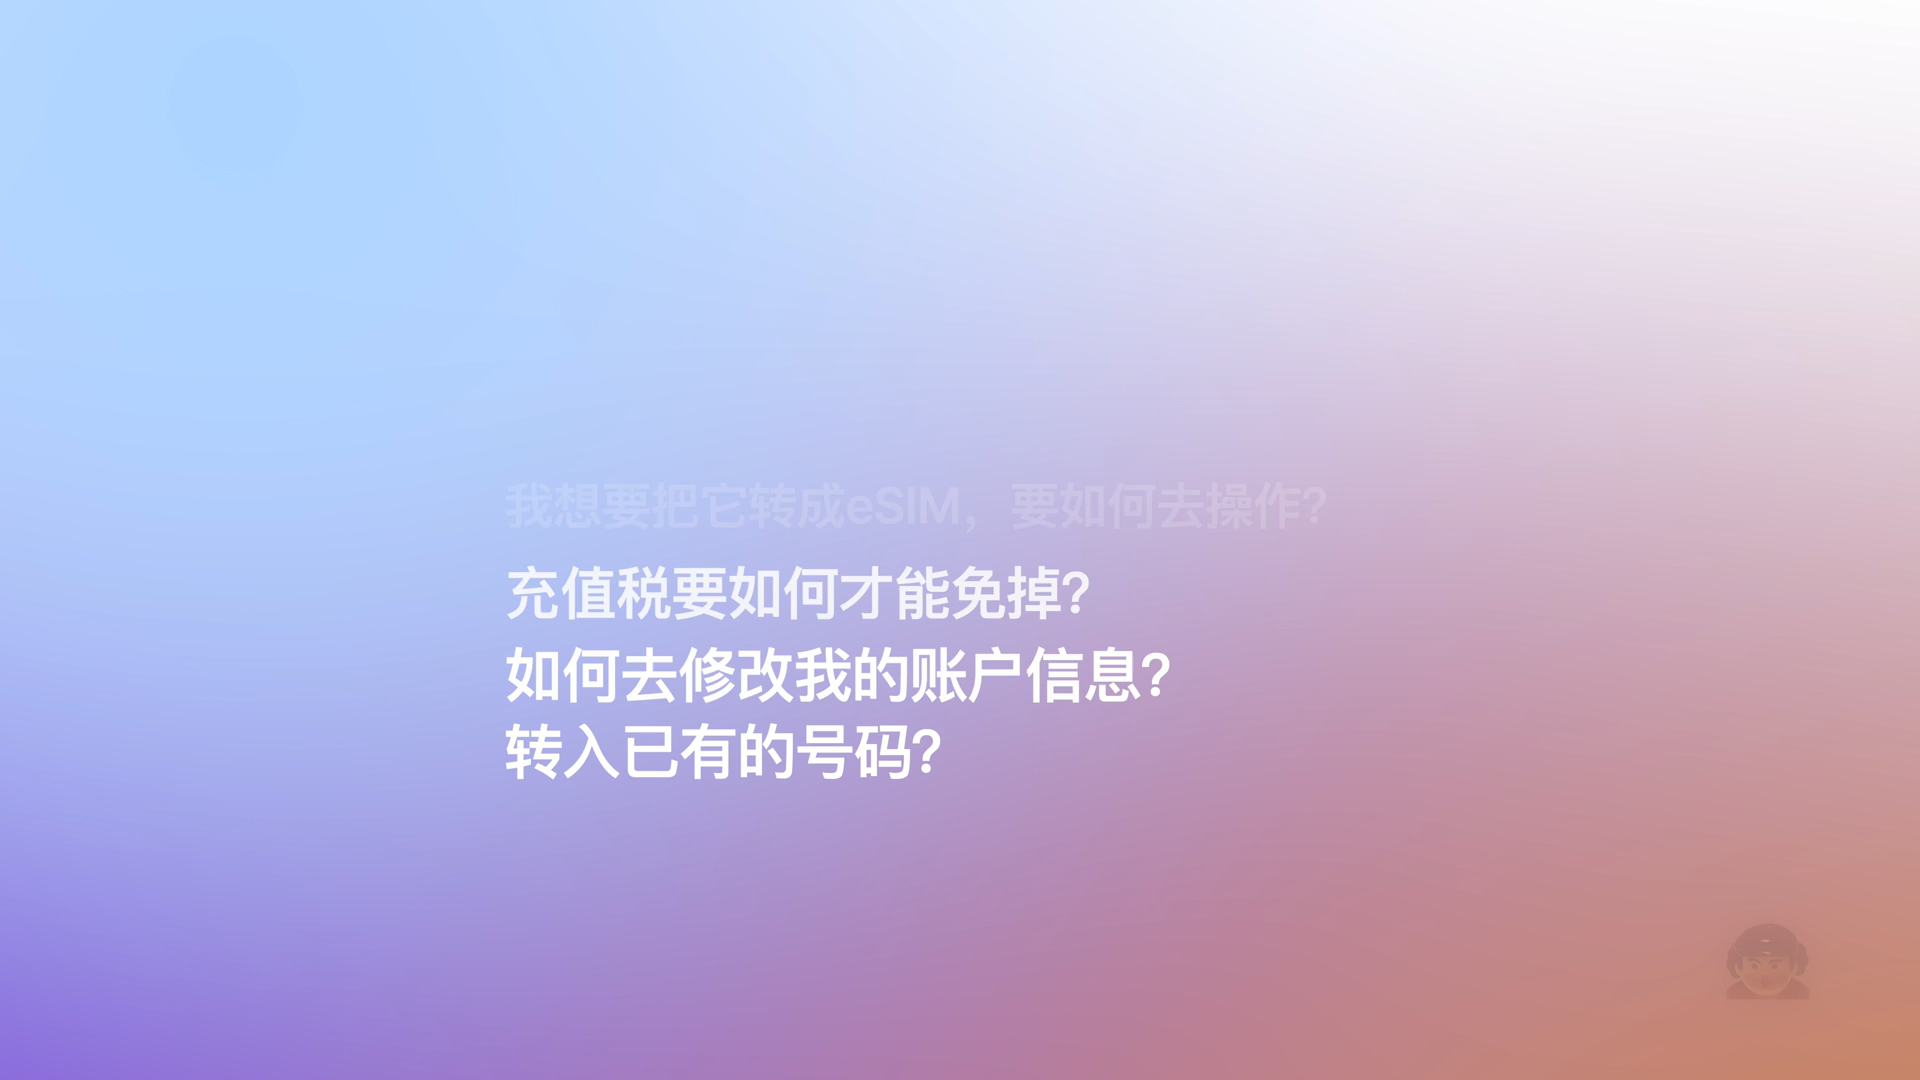 我想要把它转成eSIM，要如何去操作？
充值税要如何才能免掉？
如何去修改我的账户信息？
转入已有的号码？